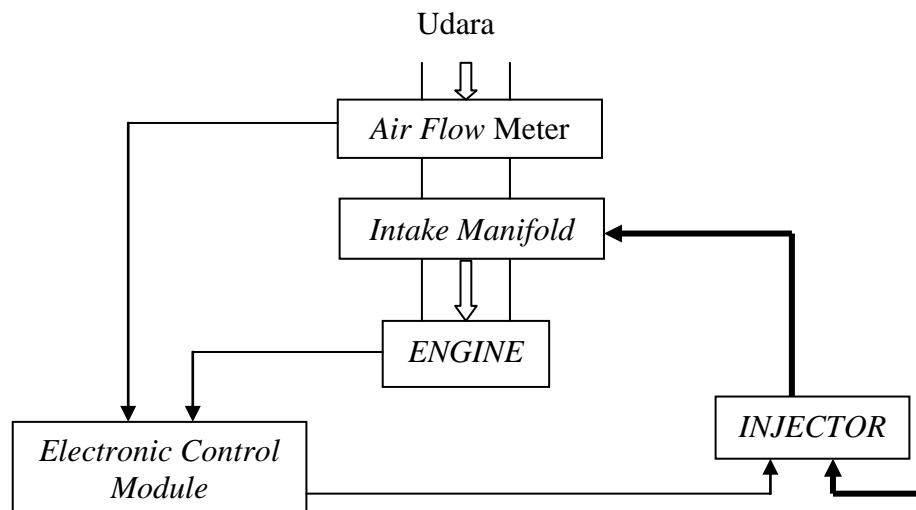 Udara
Air Flow Meter
Intake Manifold
ENGINE
INJECTOR
Electronic Control
Module